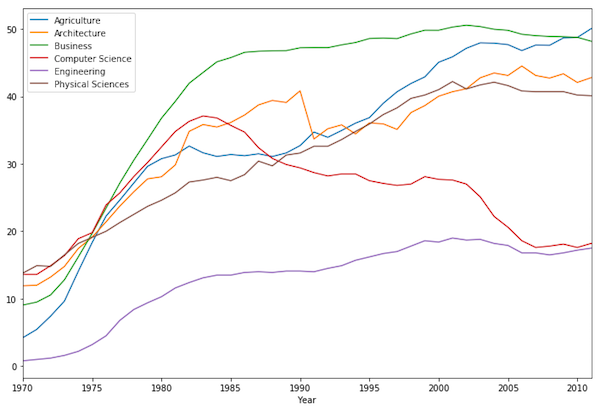 Agriculture
Architecture
Business
Computer Science
Engineering
Physical Sciences
50
40
30
20
10
0
1970 1975 1980 1985 1990 1995 2000 2005 2010
Year